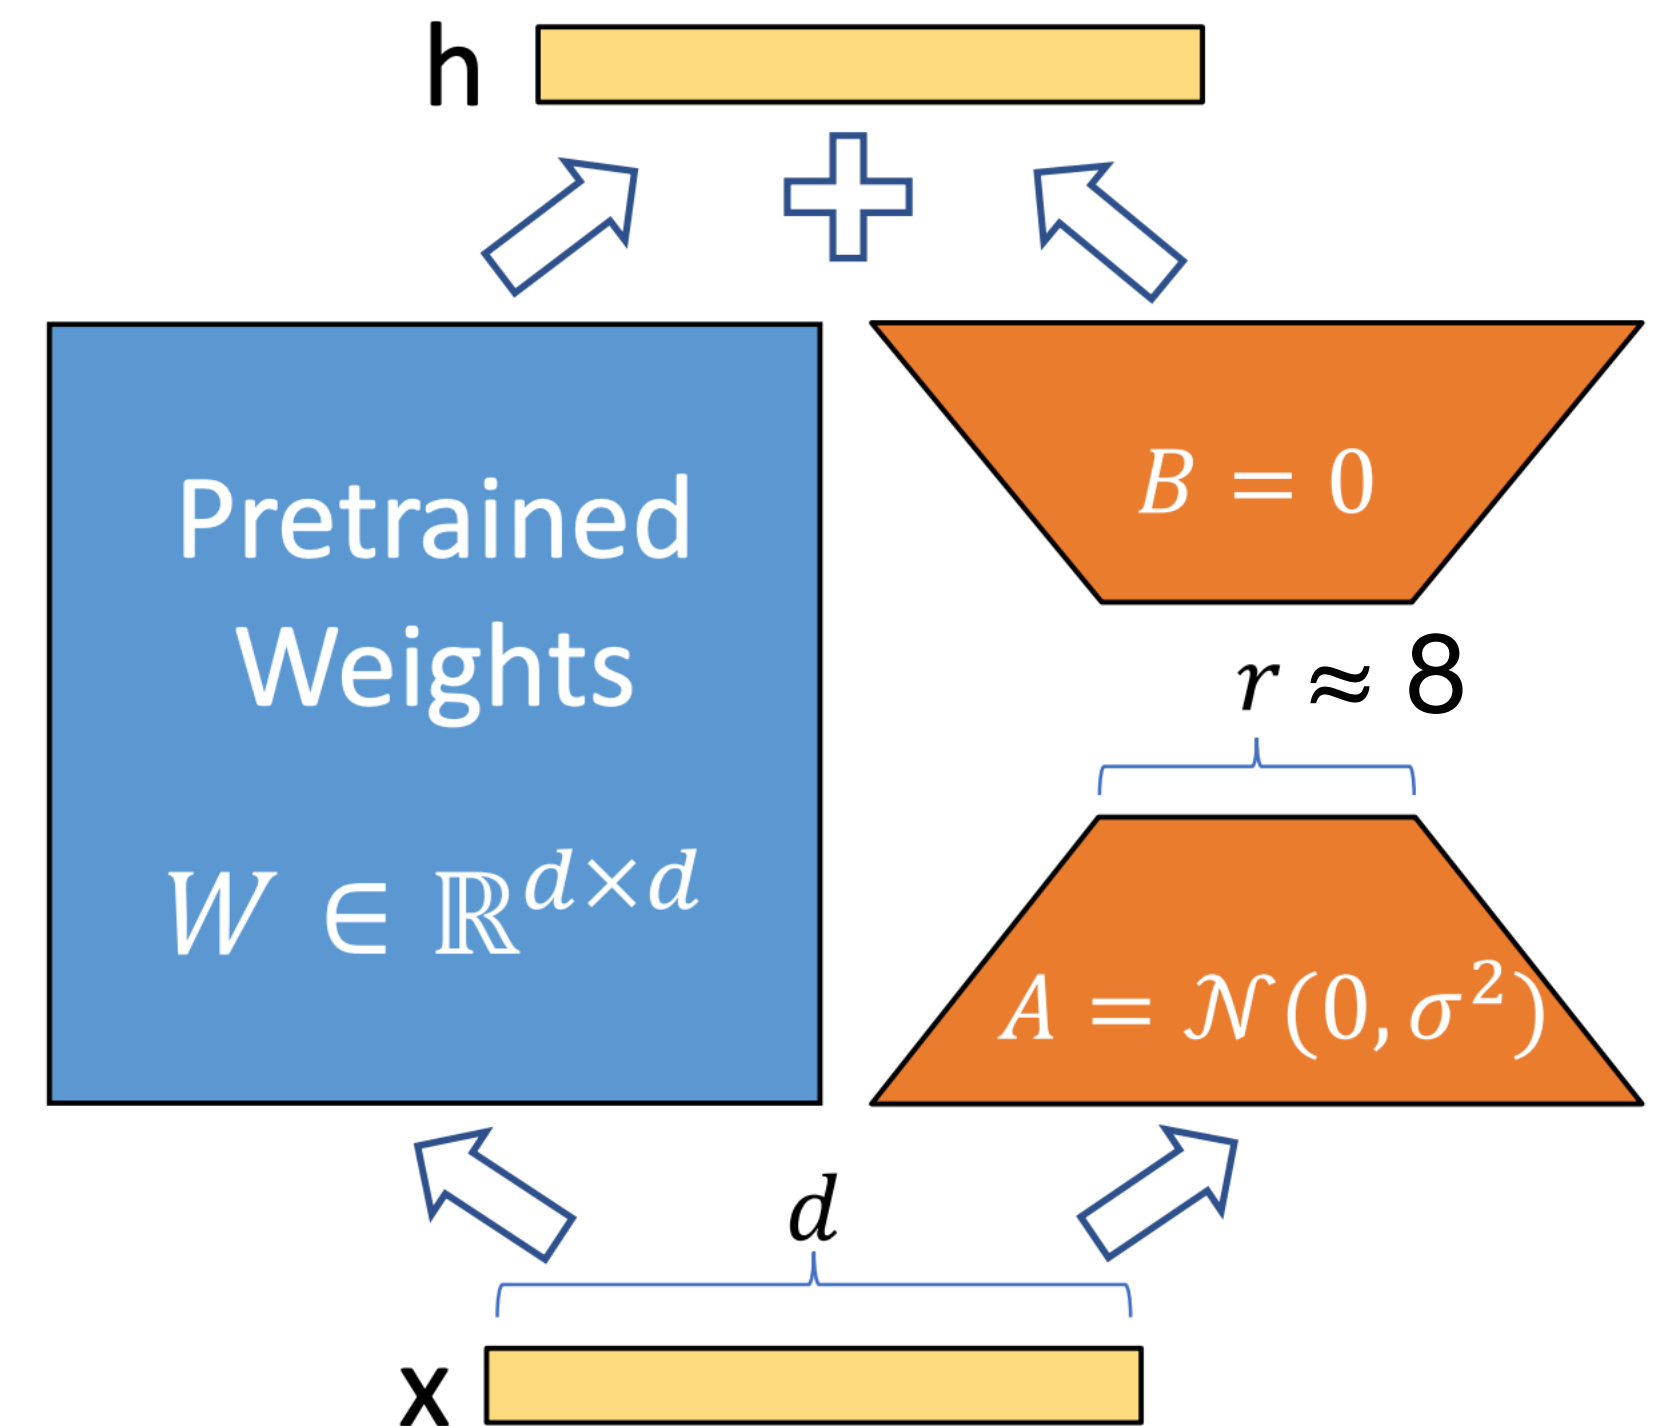 h
Pretrained
Weights
W ∈ ℝ^{d×d}
B = 0
r ≈ 8
A = 𝒩(0, σ²)
d
x